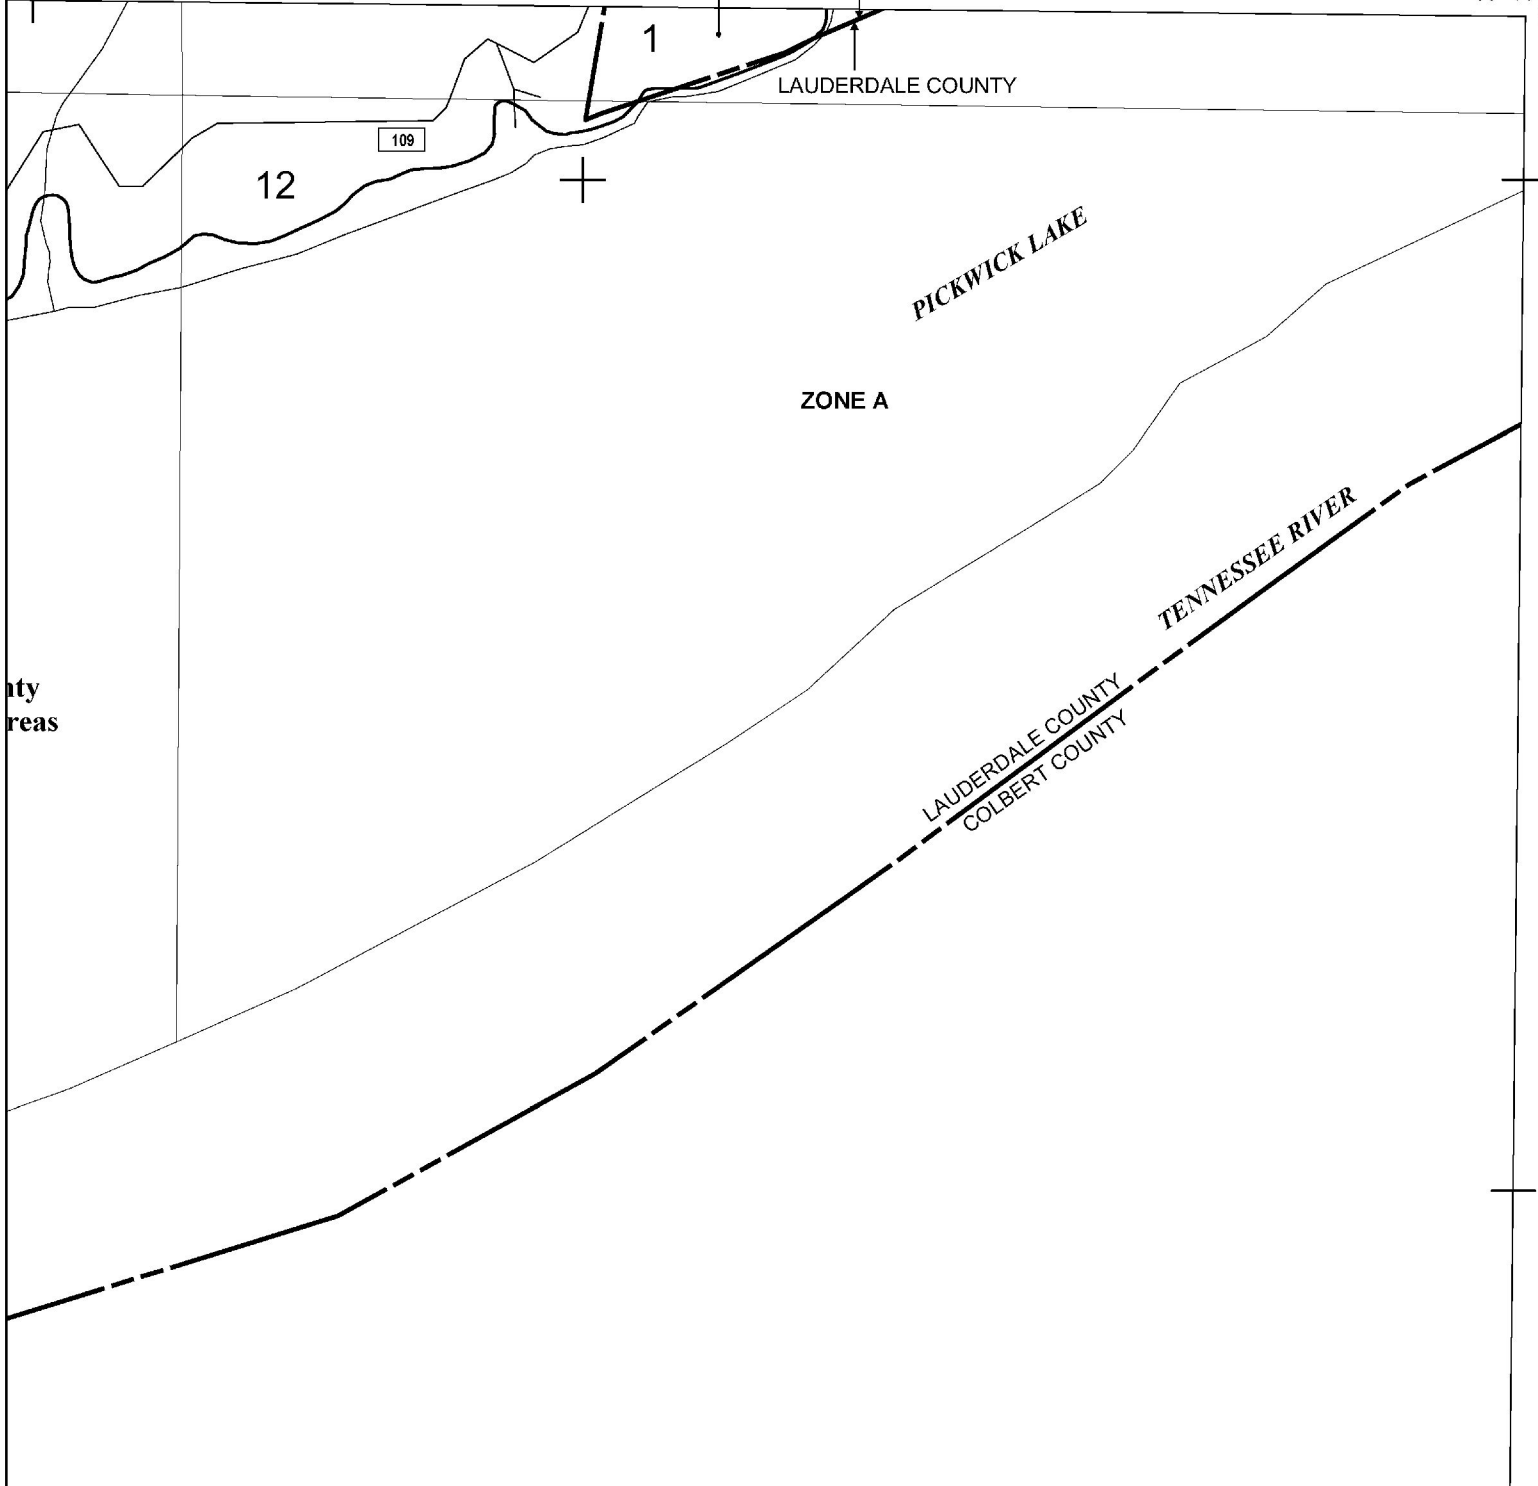 1
LAUDERDALE COUNTY
109
12
PICKWICK LAKE
ZONE A
TENNESSEE RIVER
nty
reas
LAUDERDALE COUNTY
COLBERT COUNTY